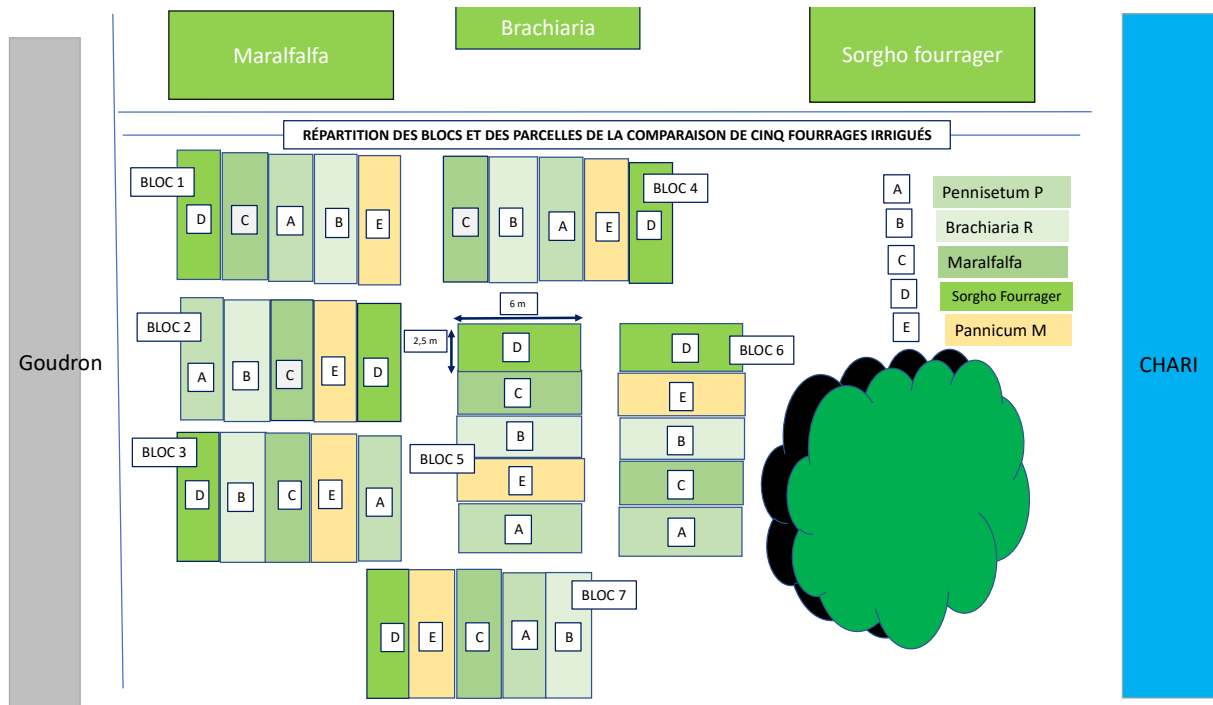 Brachiaria
Maralfalfa
Sorgho fourrager
Goudron
CHARI
RÉPARTITION DES BLOCS ET DES PARCELLES DE LA COMPARAISON DE CINQ FOURRAGES IRRIGUÉS
BLOC 1
D C A B E
BLOC 4
C B A E D
A Pennisetum P
B Brachiaria R
C Maralfalfa
D Sorgho Fourrager
E Pannicum M
BLOC 2
A B C E D
6 m
2,5 m
BLOC 5
D
C
B
E
A
BLOC 6
D
E
B
C
A
BLOC 3
D B C E A
BLOC 7
D E C A B